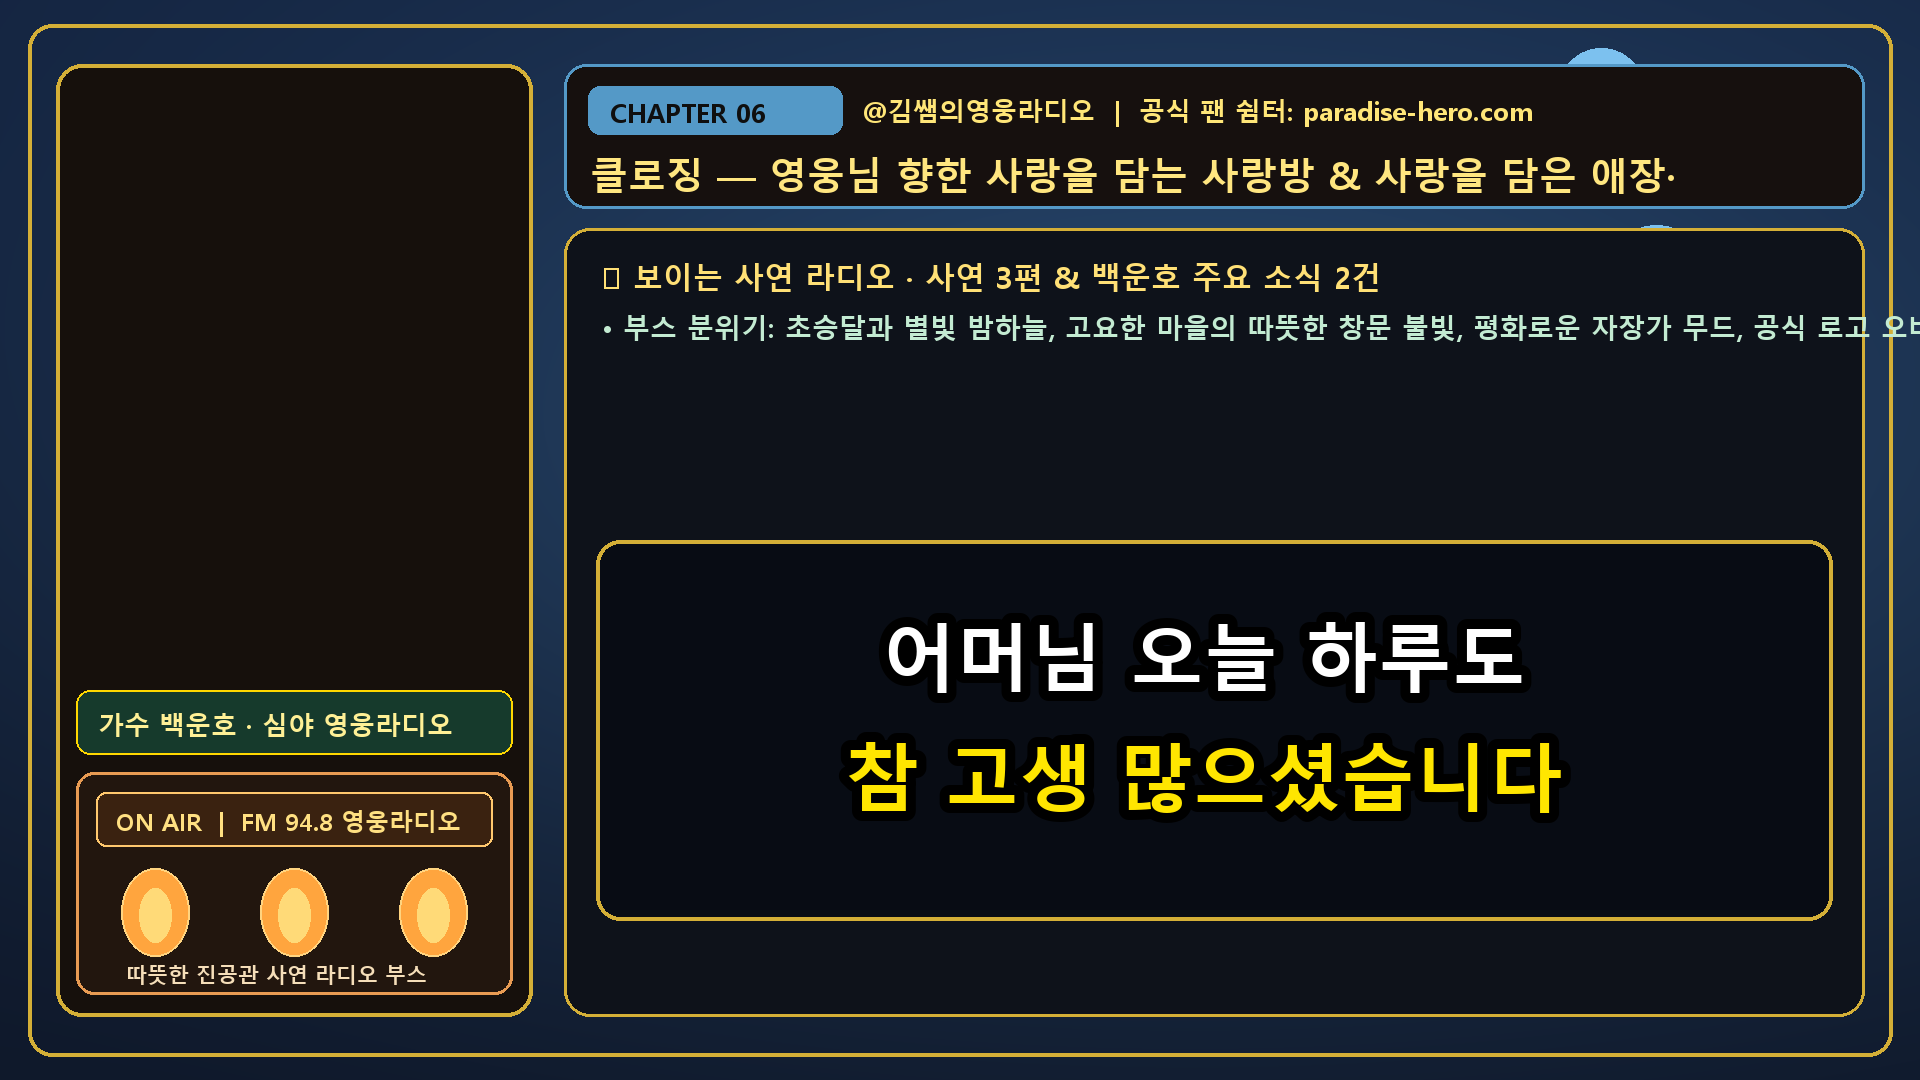 CHAPTER 06
@김쌤의영웅라디오 | 공식 팬 쉼터: paradise-hero.com
클로징 — 영웅님 향한 사랑을 담는 사랑방 & 사랑을 담은 애장·
보이는 사연 라디오 · 사연 3편 & 백운호 주요 소식 2건
• 부스 분위기: 초승달과 별빛 밤하늘, 고요한 마을의 따뜻한 창문 불빛, 평화로운 자장가 무드, 공식 로고
어머님 오늘 하루도
참 고생 많으셨습니다
가수 백운호 · 심야 영웅라디오
ON AIR | FM 94.8 영웅라디오
따뜻한 진공관 사연 라디오 부스